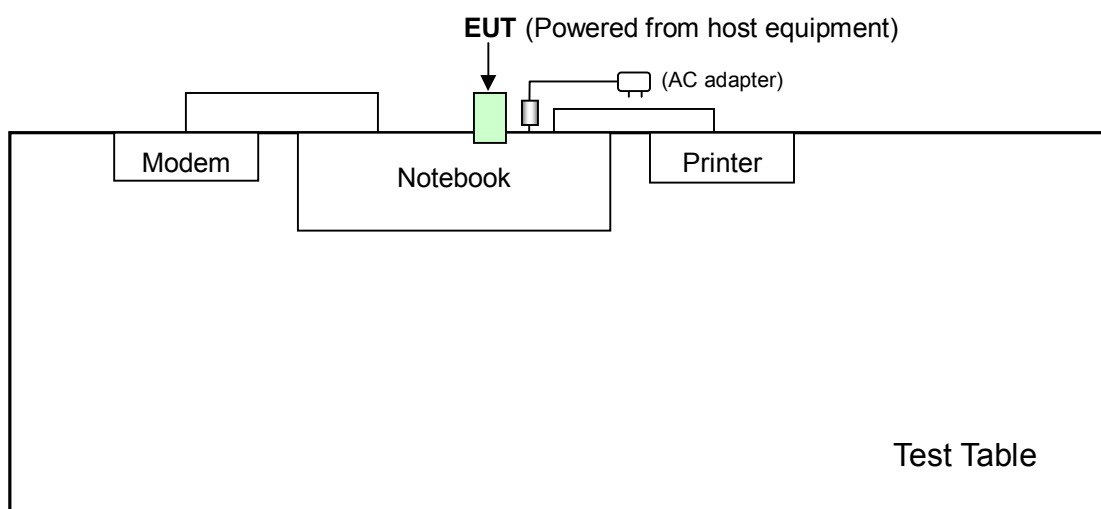 EUT (Powered from host equipment)
(AC adapter)
Modem
Notebook
Printer
Test Table